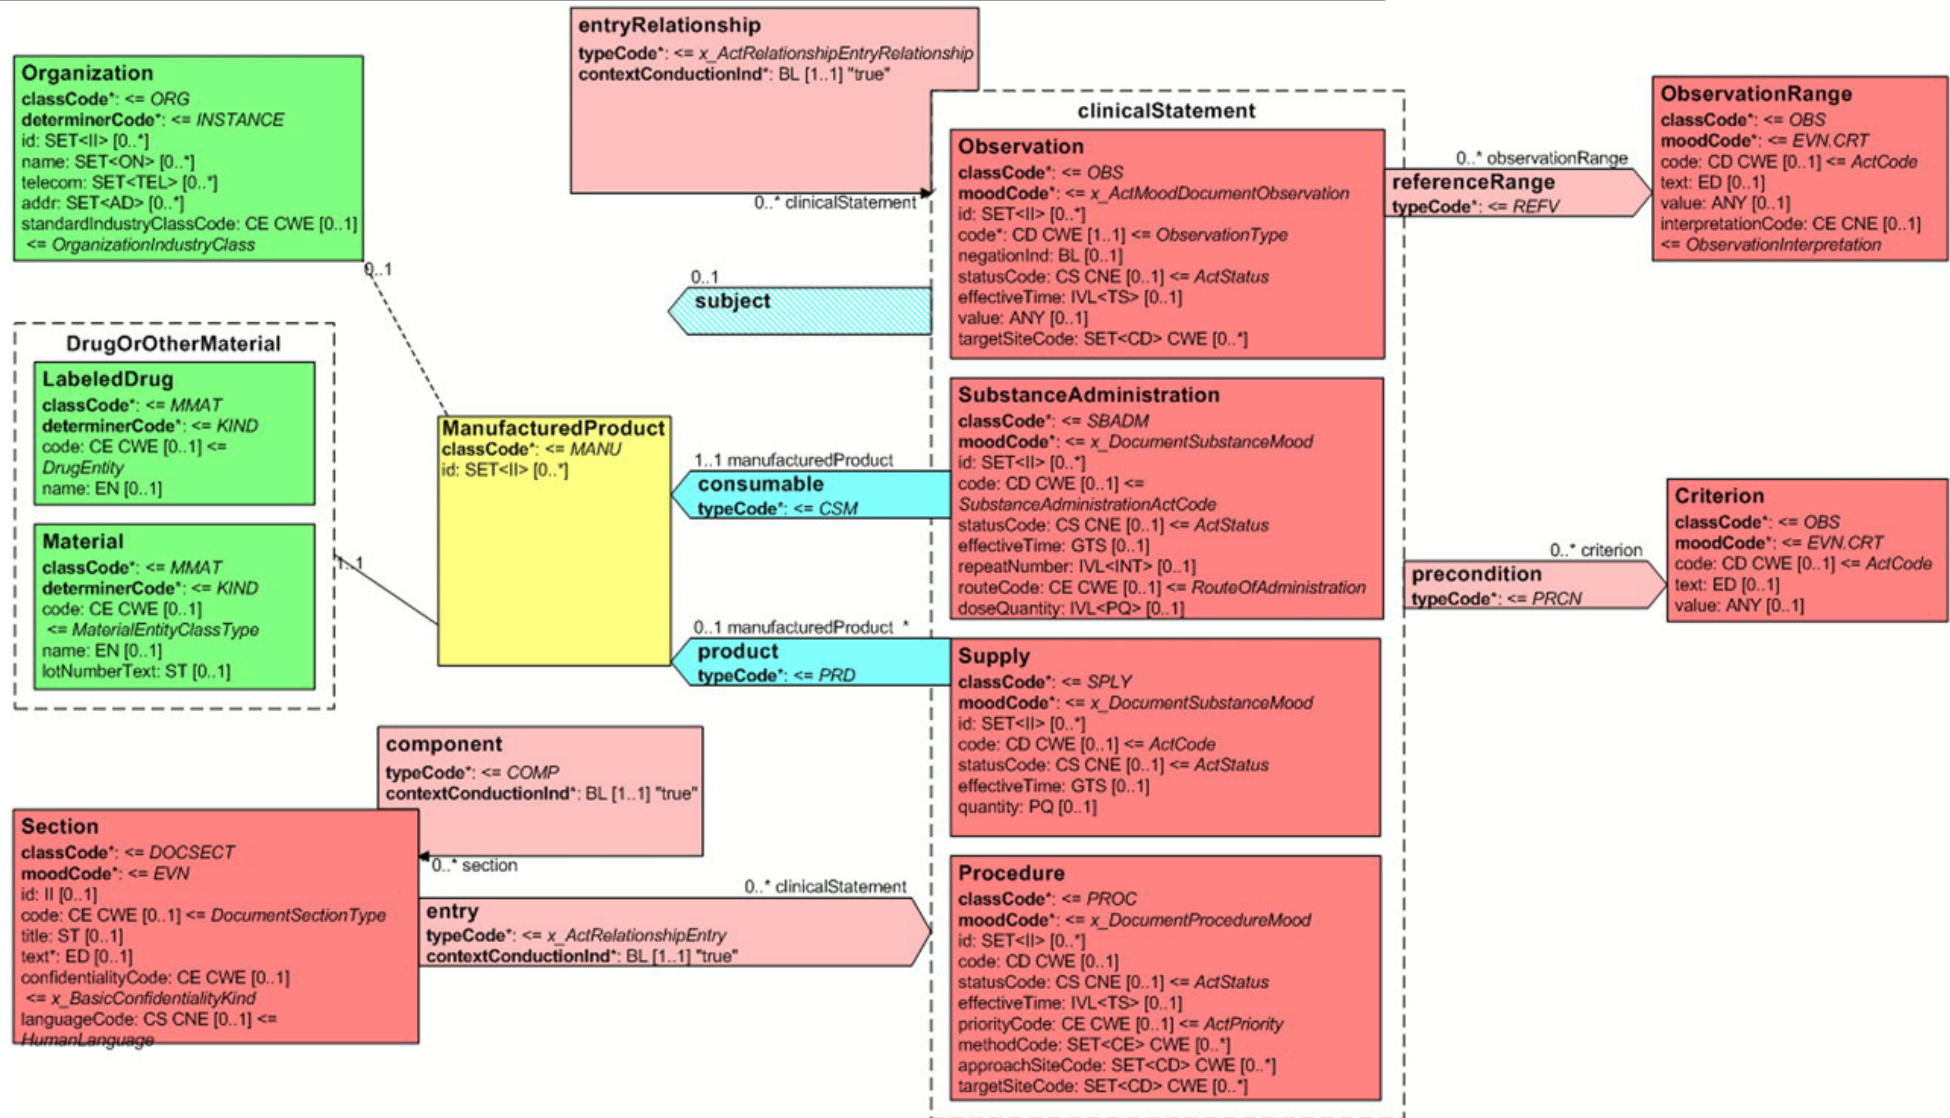 entryRelationship
typeCode*: <= x_ActRelationshipEntryRelationship
contextConductionInd*: BL [1..1] "true"
0..* clinicalStatement
Organization
classCode*: <= ORG
determinerCode*: <= INSTANCE
id: SET<II> [0..*]
name: SET<ON> [0..*]
telecom: SET<TEL> [0..*]
addr: SET<AD> [0..*]
standardIndustryClassCode: CE CWE [0..1]
<= OrganizationIndustryClass
0..1
DrugOrOtherMaterial
LabeledDrug
classCode*: <= MMAT
determinerCode*: <= KIND
code: CE CWE [0..1] <=
DrugEntity
name: EN [0..1]
Material
classCode*: <= MMAT
determinerCode*: <= KIND
code: CE CWE [0..1]
<= MaterialEntityClassType
name: EN [0..1]
lotNumberText: ST [0..1]
1..1
ManufacturedProduct
classCode*: <= MANU
id: SET<II> [0..*]
0..1
subject
1..1 manufacturedProduct
consumable
typeCode*: <= CSM
0..1 manufacturedProduct *
product
typeCode*: <= PRD
component
typeCode*: <= COMP
contextConductionInd*: BL [1..1] "true"
0..* section
Section
classCode*: <= DOCSECT
moodCode*: <= EVN
id: II [0..1]
code: CE CWE [0..1] <= DocumentSectionType
title: ST [0..1]
text*: ED [0..1]
confidentialityCode: CE CWE [0..1]
<= x_BasicConfidentialityKind
languageCode: CS CNE [0..1] <=
HumanLanguage
0..* clinicalStatement
entry
typeCode*: <= x_ActRelationshipEntry
contextConductionInd*: BL [1..1] "true"
clinicalStatement
Observation
classCode*: <= OBS
moodCode*: <= x_ActMoodDocumentObservation
id: SET<II> [0..*]
code*: CD CWE [1..1] <= ObservationType
negationInd: BL [0..1]
statusCode: CS CNE [0..1] <= ActStatus
effectiveTime: IVL<TS> [0..1]
value: ANY [0..1]
targetSiteCode: SET<CD> CWE [0..*]
SubstanceAdministration
classCode*: <= SBADM
moodCode*: <= x_DocumentSubstanceMood
id: SET<II> [0..*]
code: CD CWE [0..1] <=
SubstanceAdministrationActCode
statusCode: CS CNE [0..1] <= ActStatus
effectiveTime: GTS [0..1]
repeatNumber: IVL<INT> [0..1]
routeCode: CE CWE [0..1] <= RouteOfAdministration
doseQuantity: IVL<PQ> [0..1]
Supply
classCode*: <= SPLY
moodCode*: <= x_DocumentSubstanceMood
id: SET<II> [0..*]
code: CD CWE [0..1] <= ActCode
statusCode: CS CNE [0..1] <= ActStatus
effectiveTime: GTS [0..1]
quantity: PQ [0..1]
Procedure
classCode*: <= PROC
moodCode*: <= x_DocumentProcedureMood
id: SET<II> [0..*]
code: CD CWE [0..1]
statusCode: CS CNE [0..1] <= ActStatus
effectiveTime: IVL<TS> [0..1]
priorityCode: CE CWE [0..1] <= ActPriority
methodCode: SET<CE> CWE [0..*]
approachSiteCode: SET<CD> CWE [0..*]
targetSiteCode: SET<CD> CWE [0..*]
0..* observationRange
referenceRange
typeCode*: <= REFV
ObservationRange
classCode*: <= OBS
moodCode*: <= EVN.CRT
code: CD CWE [0..1] <= ActCode
text: ED [0..1]
value: ANY [0..1]
interpretationCode: CE CNE [0..1]
<= ObservationInterpretation
0..* criterion
precondition
typeCode*: <= PRCN
Criterion
classCode*: <= OBS
moodCode*: <= EVN.CRT
code: CD CWE [0..1] <= ActCode
text: ED [0..1]
value: ANY [0..1]